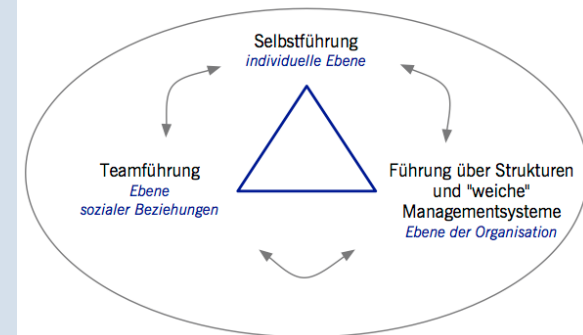 Selbstführung
individuelle Ebene
Teamführung
Ebene
sozialer Beziehungen
Führung über Strukturen
und "weiche"
Managementsysteme
Ebene der Organisation